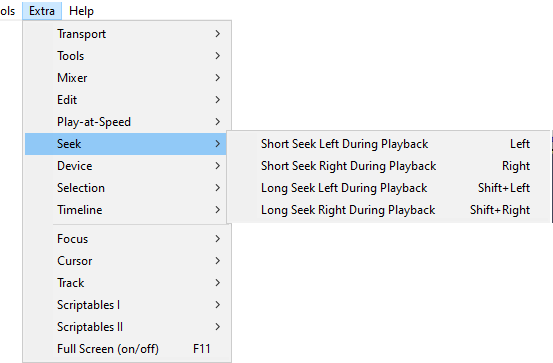 ols Extra Help
Transport
Tools
Mixer
Edit
Play-at-Speed
Seek
Short Seek Left During Playback Left
Device
Short Seek Right During Playback Right
Selection
Long Seek Left During Playback Shift+Left
Timeline
Long Seek Right During Playback Shift+Right
Focus
Cursor
Track
Scriptables I
Scriptables II
Full Screen (on/off) F11